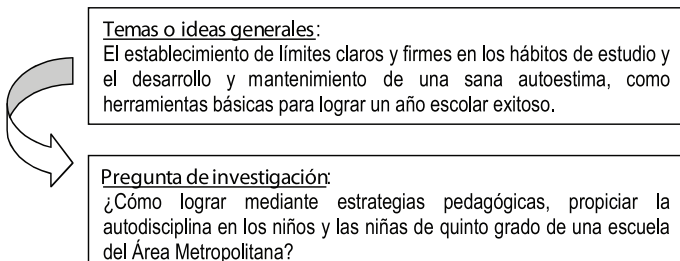 Temas o ideas generales:
El establecimiento de límites claros y firmes en los hábitos de estudio y
el desarrollo y mantenimiento de una sana autoestima, como
herramientas básicas para lograr un año escolar exitoso.
Pregunta de investigación:
¿Cómo lograr mediante estrategias pedagógicas, propiciar la
autodisciplina en los niños y las niñas de quinto grado de una escuela
del Área Metropolitana?